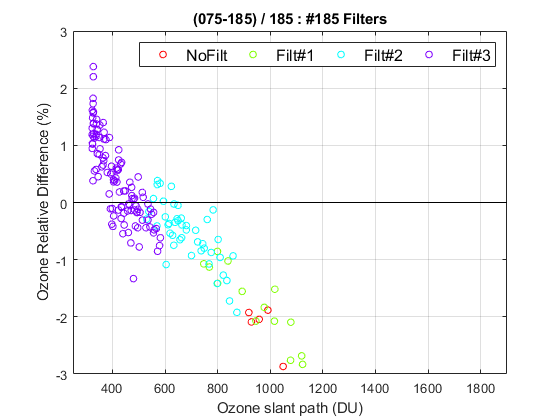 (075-185) / 185 : #185 Filters
NoFilt Filt#1 Filt#2 Filt#3
Ozone Relative Difference (%)
3
2
1
0
-1
-2
-3
400 600 800 1000 1200 1400 1600 1800
Ozone slant path (DU)